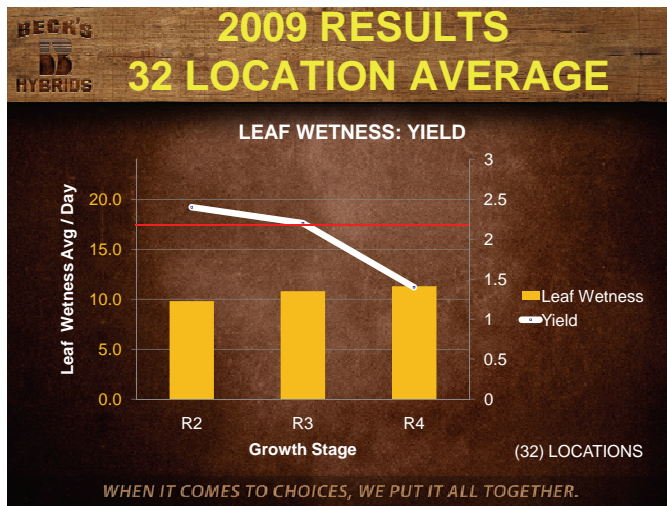 BECK'S
HYBRIDS
2009 RESULTS
32 LOCATION AVERAGE
LEAF WETNESS: YIELD
Leaf Wetness Avg / Day
20.0
15.0
10.0
5.0
0.0
3
2.5
2
1.5
1
0.5
0
R2
R3
R4
Growth Stage
Leaf Wetness
Yield
(32) LOCATIONS
WHEN IT COMES TO CHOICES, WE PUT IT ALL TOGETHER.